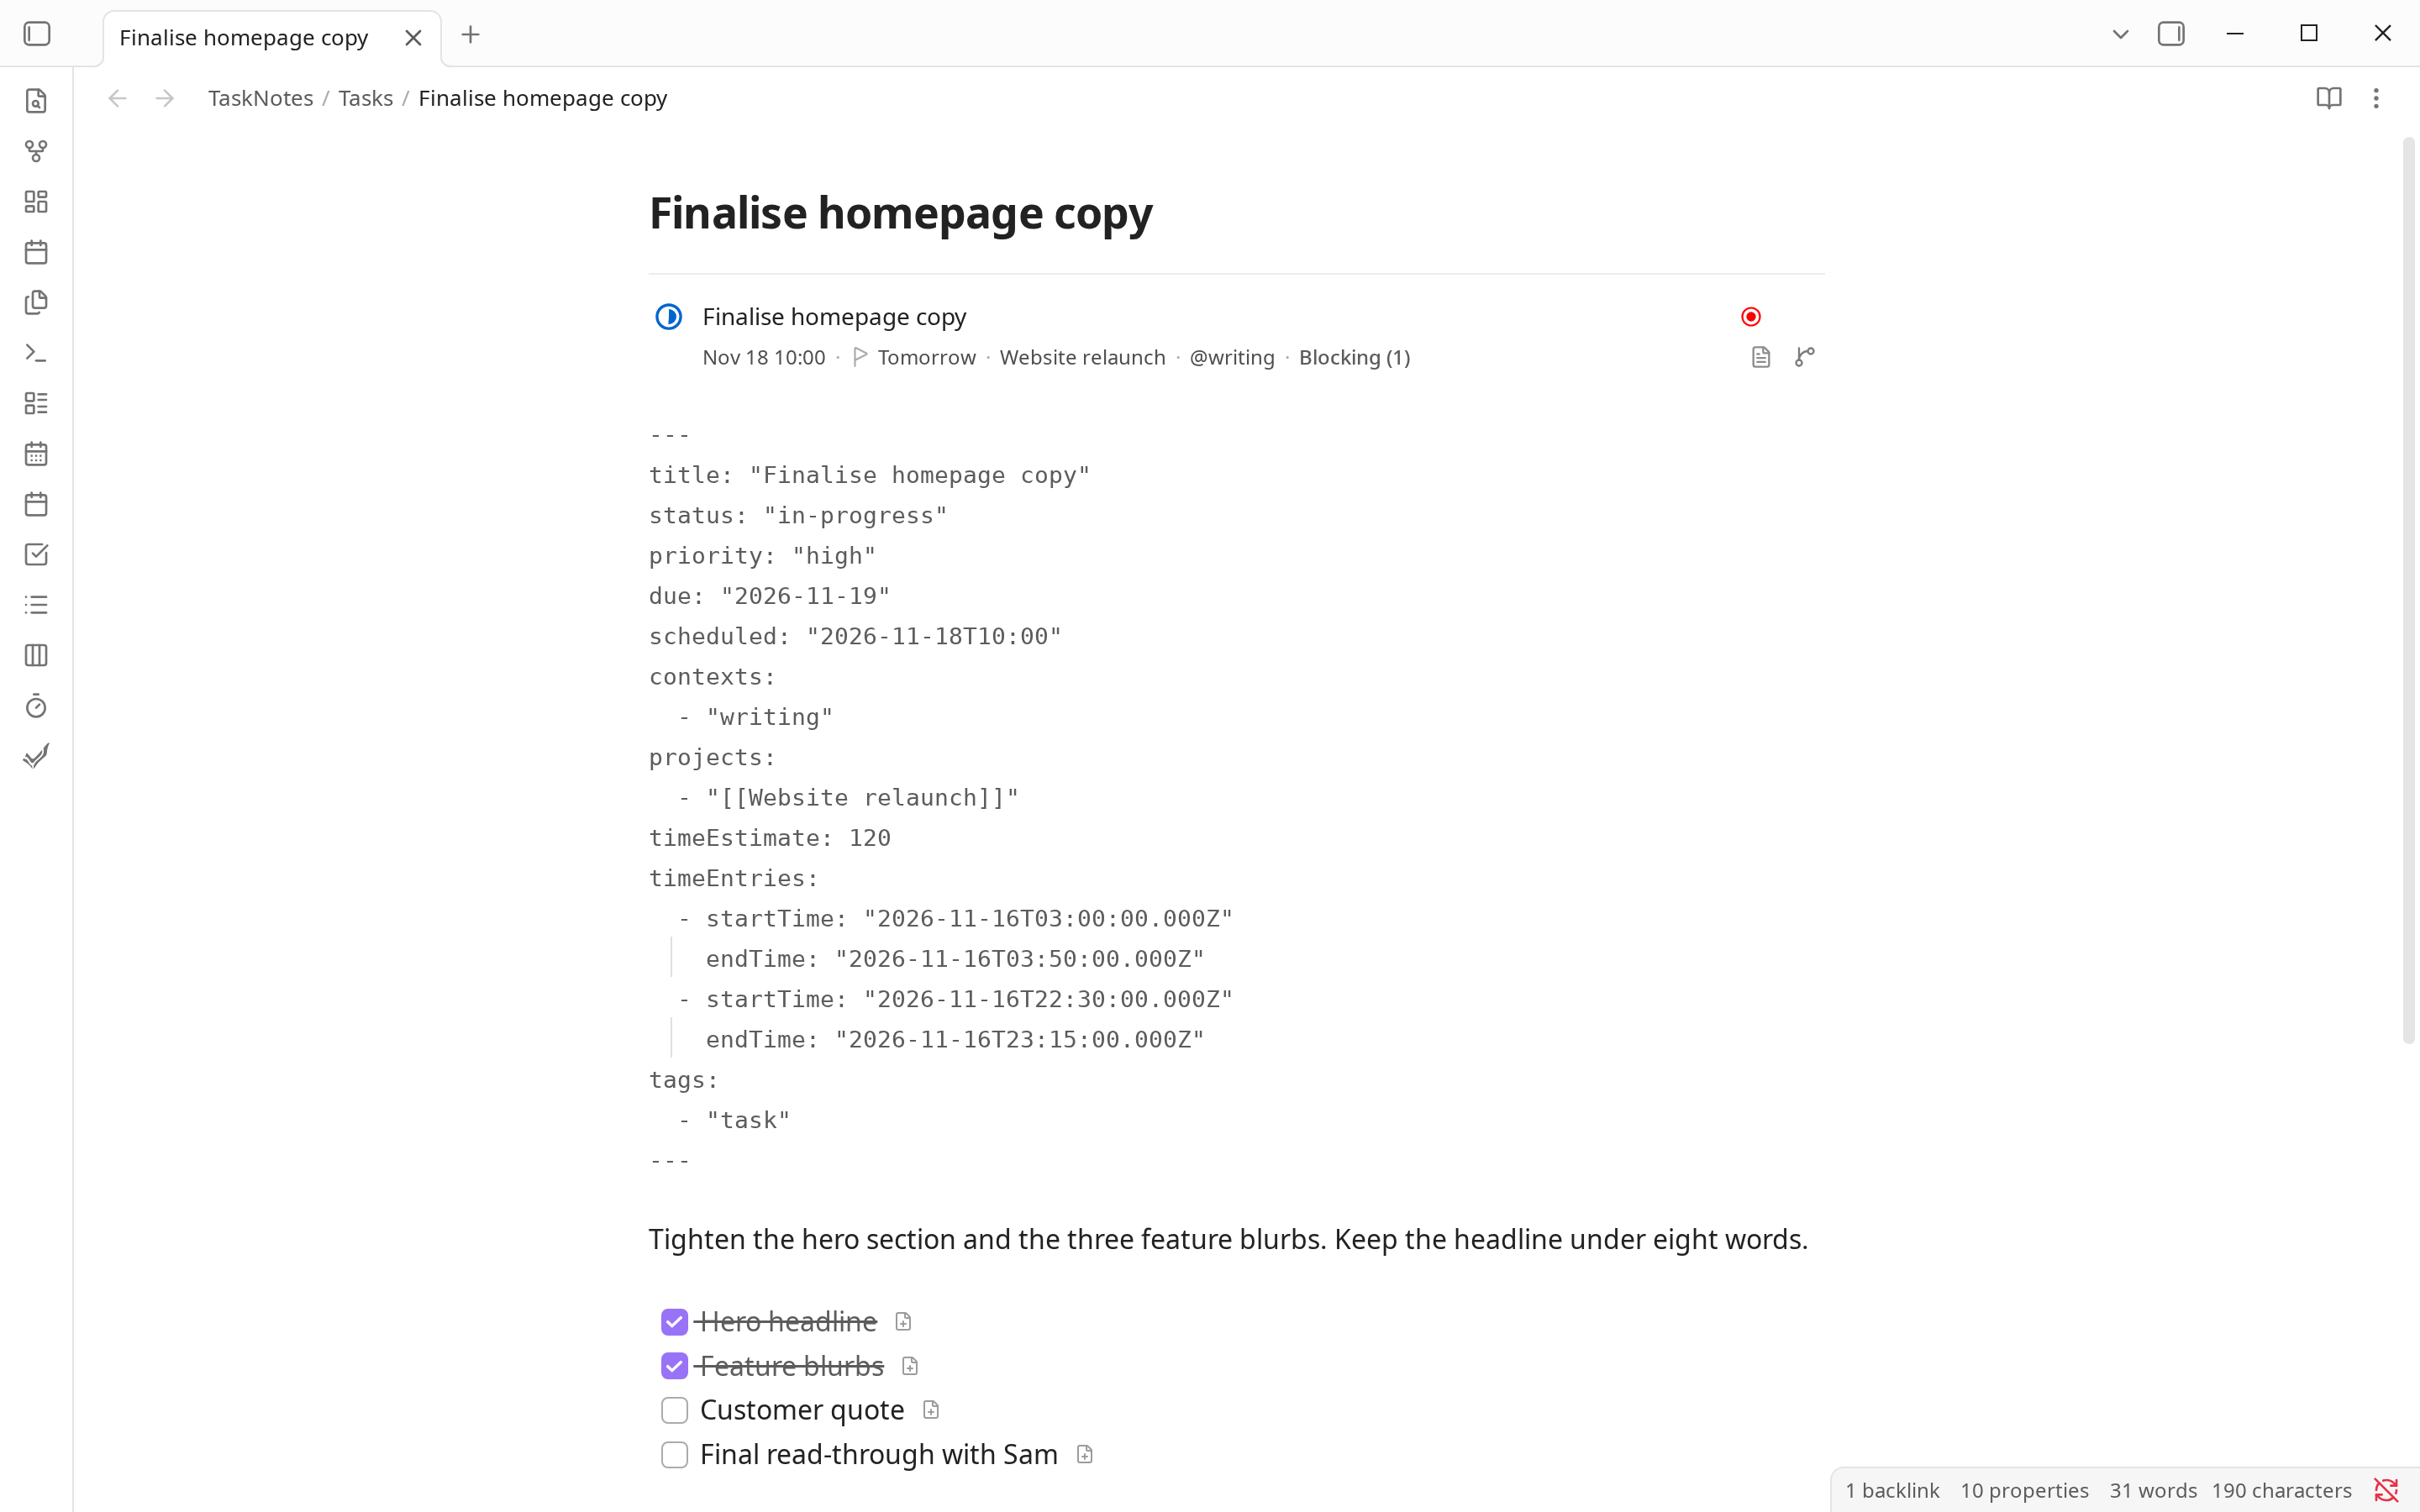 Finalise homepage copy
TaskNotes / Tasks / Finalise homepage copy
Finalise homepage copy
Finalise homepage copy
Nov 18 10:00 · Tomorrow · Website relaunch · @writing · Blocking (1)
---
title: "Finalise homepage copy"
status: "in-progress"
priority: "high"
due: "2026-11-19"
scheduled: "2026-11-18T10:00"
contexts:
  - "writing"
projects:
  - "[[Website relaunch]]"
timeEstimate: 120
timeEntries:
  - startTime: "2026-11-16T03:00:00.000Z"
    endTime: "2026-11-16T03:50:00.000Z"
  - startTime: "2026-11-16T22:30:00.000Z"
    endTime: "2026-11-16T23:15:00.000Z"
tags:
  - "task"
---
Tighten the hero section and the three feature blurbs. Keep the headline under eight words.
Hero headline
Feature blurbs
Customer quote
Final read-through with Sam
1 backlink 10 properties 31 words 190 characters